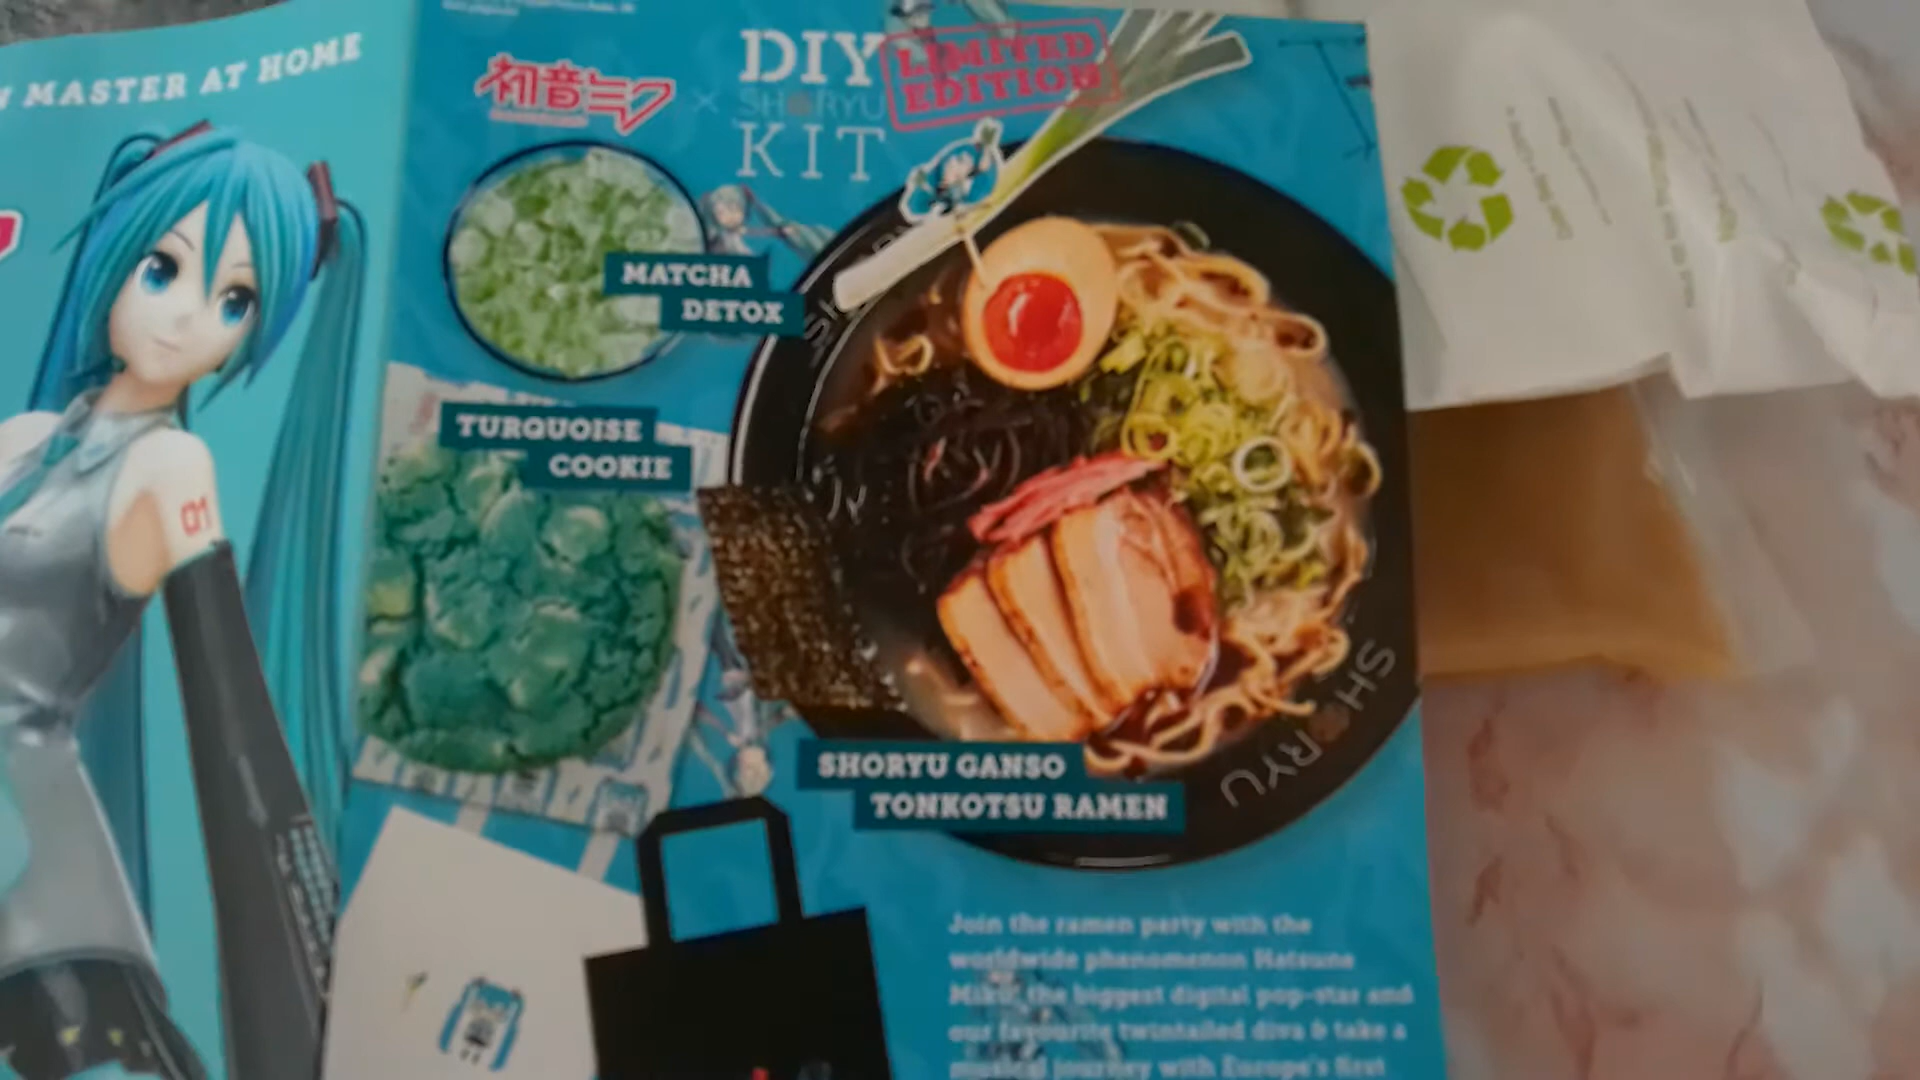 MASTER AT HOME
初音ミク
×
DIY
SHORYU
KIT
LIMITED
EDITION
MATCHA
DETOX
TURQUOISE
COOKIE
01
SHORYU
SHORYU GANSO
TONKOTSU RAMEN
Join the ramen party with the
worldwide phenomenon Hatsune
Miku, the biggest digital pop-star and
our favourite twintailed diva & take a
musical journey with Europe's first